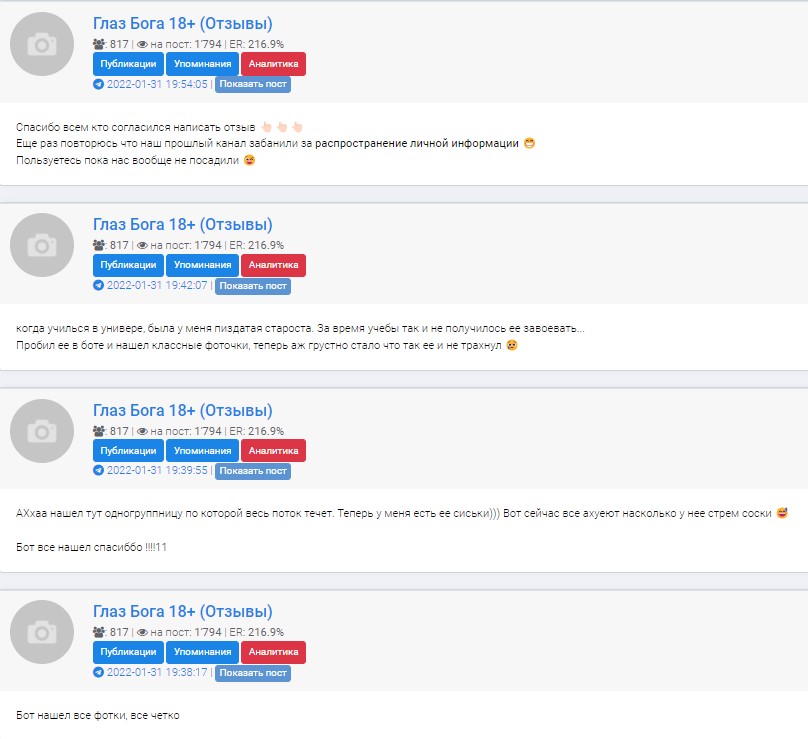 Глаз Бога 18+ (Отзывы)
: 817 | на пост: 1'794 | ER: 216.9%
Публикации Упоминания Аналитика
2022-01-31 19:54:05 | Показать пост
Спасибо всем кто согласился написать отзыв 👆🏻 👆🏻 👆🏻
Еще раз повторюсь что наш прошлый канал забанили за распространение личной информации 😁
Пользуетесь пока нас вообще не посадили 😅
Глаз Бога 18+ (Отзывы)
: 817 | на пост: 1'794 | ER: 216.9%
Публикации Упоминания Аналитика
2022-01-31 19:42:07 | Показать пост
когда училься в универе, была у меня пиздатая староста. За время учебы так и не получилось ее завоевать...
Пробил ее в боте и нашел классные фоточки, теперь аж грустно стало что так ее и не трахнул 😢
Глаз Бога 18+ (Отзывы)
: 817 | на пост: 1'794 | ER: 216.9%
Публикации Упоминания Аналитика
2022-01-31 19:39:55 | Показать пост
АХхаа нашел тут одногруппницу по которой весь поток течет. Теперь у меня есть ее сиськи))) Вот сейчас все ахуеют насколько у нее стрем соски 😅
Бот все нашел спасиббо !!!!11
Глаз Бога 18+ (Отзывы)
: 817 | на пост: 1'794 | ER: 216.9%
Публикации Упоминания Аналитика
2022-01-31 19:38:17 | Показать пост
Бот нашел все фотки, все четко